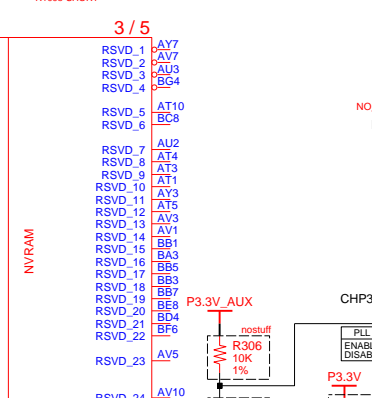 3 / 5
RSVD_1 AY7
RSVD_2 AV7
RSVD_3 AU3
RSVD_4 BG4
RSVD_5 AT10
RSVD_6 BC8
RSVD_7 AU2
RSVD_8 AT4
RSVD_9 AT3
RSVD_10 AT1
RSVD_11 AY3
RSVD_12 AT5
RSVD_13 AV3
RSVD_14 AV1
RSVD_15 BB1
RSVD_16 BA3
RSVD_17 BB5
RSVD_18 BB3
RSVD_19 BB7
RSVD_20 BE8
RSVD_21 BD4
RSVD_22 BF6
RSVD_23 AV5
RSVD_24 AV10
NVRAM
P3.3V_AUX
nostuff
R306
10K
1%
NO
CHP3
PLL
ENABL
DISAB
P3.3V